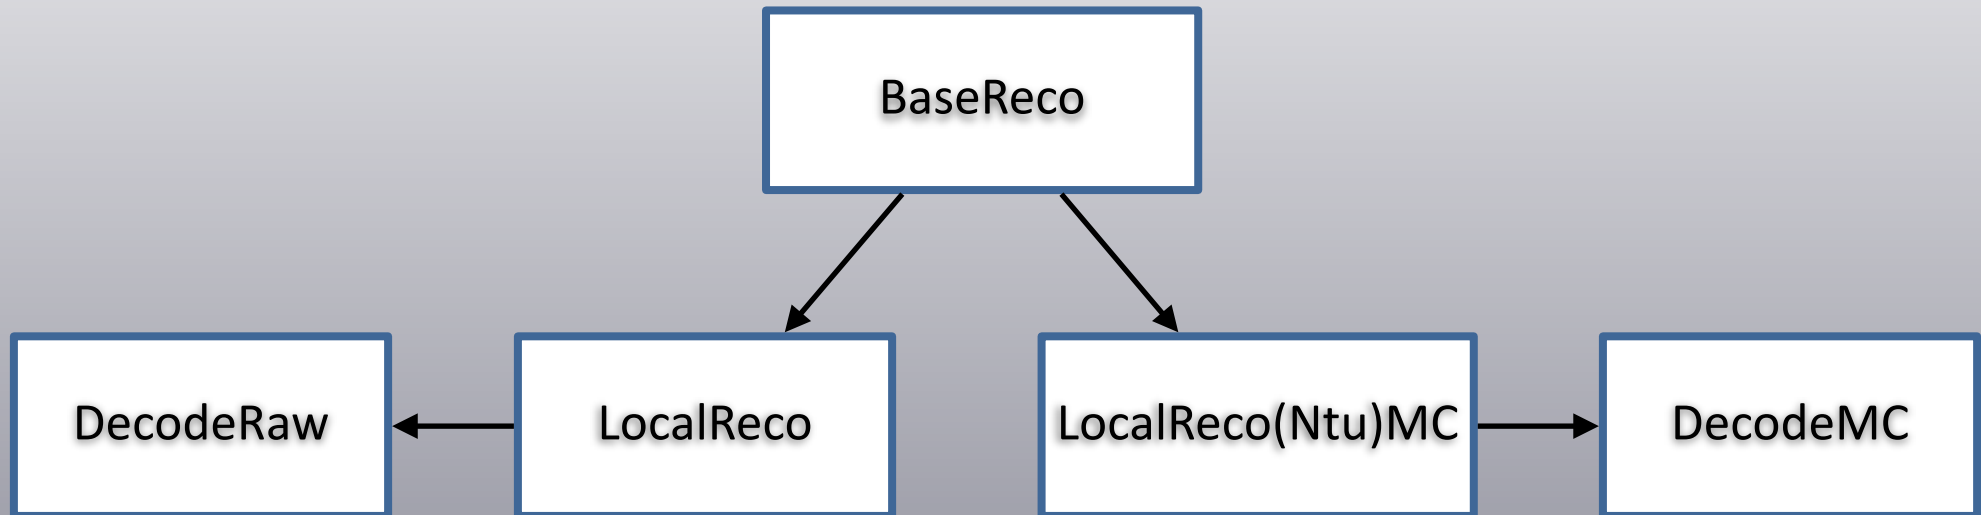 BaseReco
DecodeRaw
LocalReco
LocalReco(Ntu)MC
DecodeMC